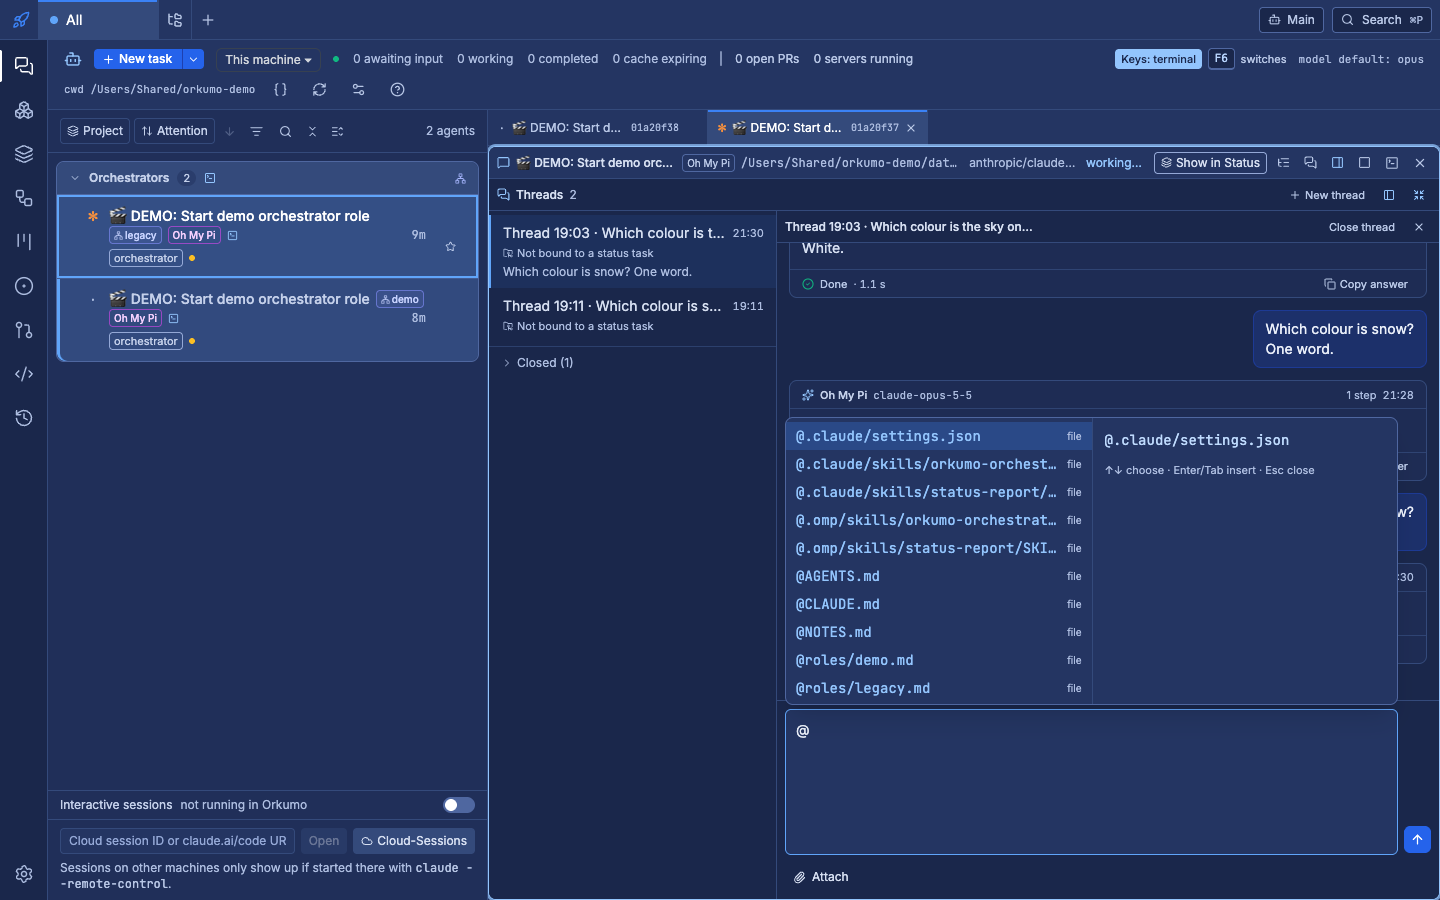 All
Main
Search ⌘P
New task
This machine
0 awaiting input
0 working
0 completed
0 cache expiring
0 open PRs
0 servers running
Keys: terminal
F6
switches
model default: opus
cwd /Users/Shared/orkumo-demo
{}
Project
Attention
2 agents
Orchestrators 2
DEMO: Start demo orchestrator role
legacy
Oh My Pi
9m
orchestrator
DEMO: Start demo orchestrator role
demo
Oh My Pi
8m
orchestrator
Interactive sessions not running in Orkumo
Cloud session ID or claude.ai/code UR
Open
Cloud-Sessions
Sessions on other machines only show up if started there with claude -
-remote-control.
DEMO: Start d... 01a20f38
DEMO: Start d... 01a20f37
DEMO: Start demo orc...
Oh My Pi
/Users/Shared/orkumo-demo/dat…
anthropic/claude...
working...
Show in Status
Threads 2
New thread
Thread 19:03 · Which colour is t... 21:30
Not bound to a status task
Which colour is snow? One word.
Thread 19:11 · Which colour is s... 19:11
Not bound to a status task
Closed (1)
Thread 19:03 · Which colour is the sky on...
Close thread
White.
Done · 1.1 s
Copy answer
Which colour is snow?
One word.
Oh My Pi claude-opus-5-5
1 step 21:28
@.claude/settings.json file
@.claude/skills/orkumo-orchest… file
@.claude/skills/status-report/… file
@.omp/skills/orkumo-orchestrat… file
@.omp/skills/status-report/SKI… file
@AGENTS.md file
@CLAUDE.md file
@NOTES.md file
@roles/demo.md file
@roles/legacy.md file
@.claude/settings.json
↑↓ choose · Enter/Tab insert · Esc close
er
w?
:30
@
Attach